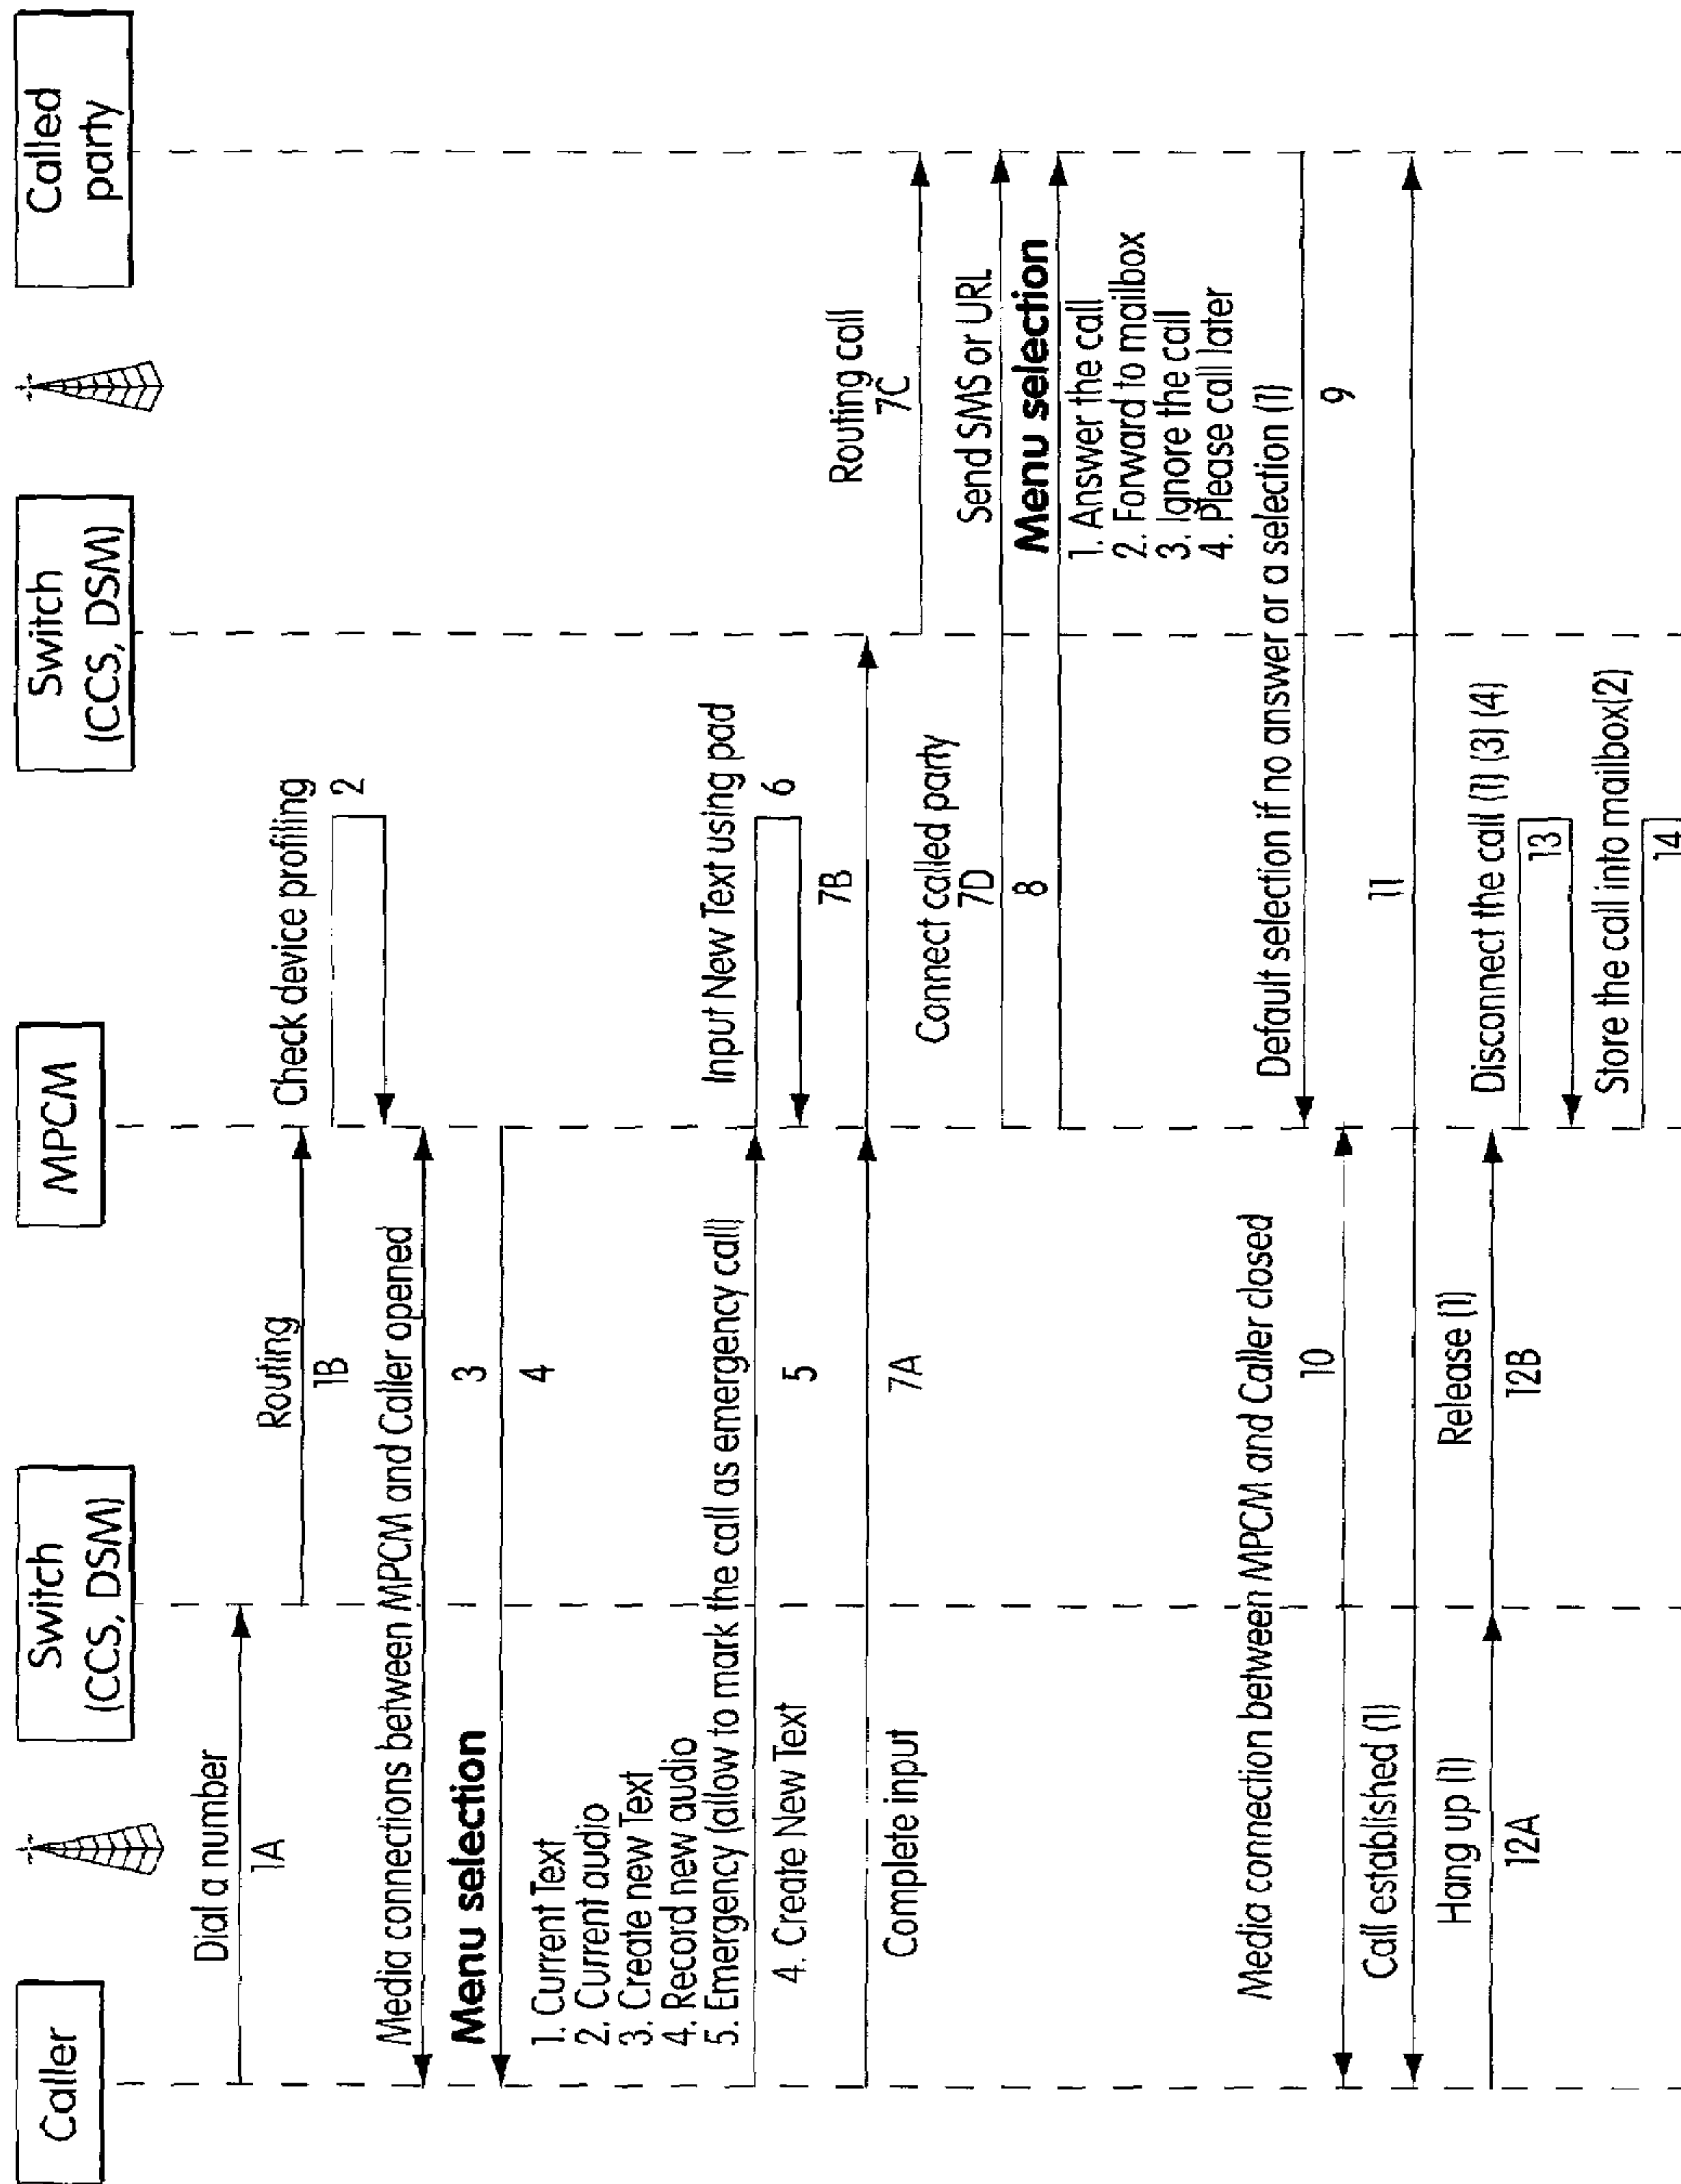 Caller
Switch
(CCS, DSM)
MPCM
Switch
(CCS, DSM)
Called
party
Dial a number
1A
Routing
1B
Check device profiling
2
Media connections between MPCM and Caller opened
3
Menu selection
4
1. Current Text
2. Current audio
3. Create new Text
4. Record new audio
5. Emergency (allow to mark the call as emergency call)
5
Input New Text using pad
6
4. Create New Text
7A
7B
Routing call
7C
Complete input
Connect called party
7D
Send SMS or URL
8
Menu selection
1. Answer the call
2. Forward to mailbox
3. Ignore the call
4. Please call later
Default selection if no answer or a selection (1)
9
Media connection between MPCM and Caller closed
10
Call established (1)
11
Hang up (1)
12A
Release (1)
12B
Disconnect the call (1) (3) (4)
13
Store the call into mailbox(2)
14